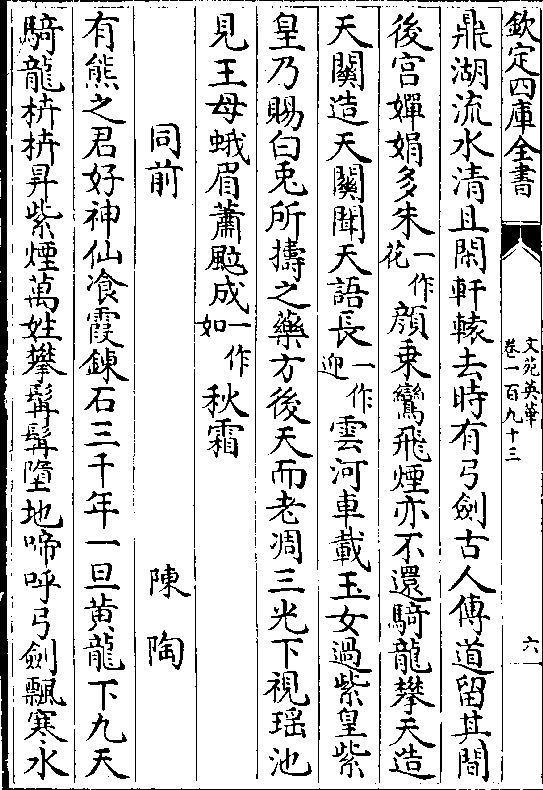 欽定四庫全書
文苑英華
卷一百九十三
六
鼎湖流水清且閑軒轅去時有弓劍古人傳道留其間
後宮嬋娟多朱一作花顔乗鸞飛煙亦不還騎龍攀天造
天關造天關聞天語長一作迎雲河車載玉女過紫皇紫
皇乃賜白兎所擣之藥方後天而老凋三光下視瑶池
見王母蛾眉蕭颭成一作如秋霜
同前 陳陶
有熊之君好神仙飡霞鍊石三千年一旦黄龍下九天
騎龍枿枿昇紫煙萬姓攀髯髯墮地啼呼弓劍飄寒水